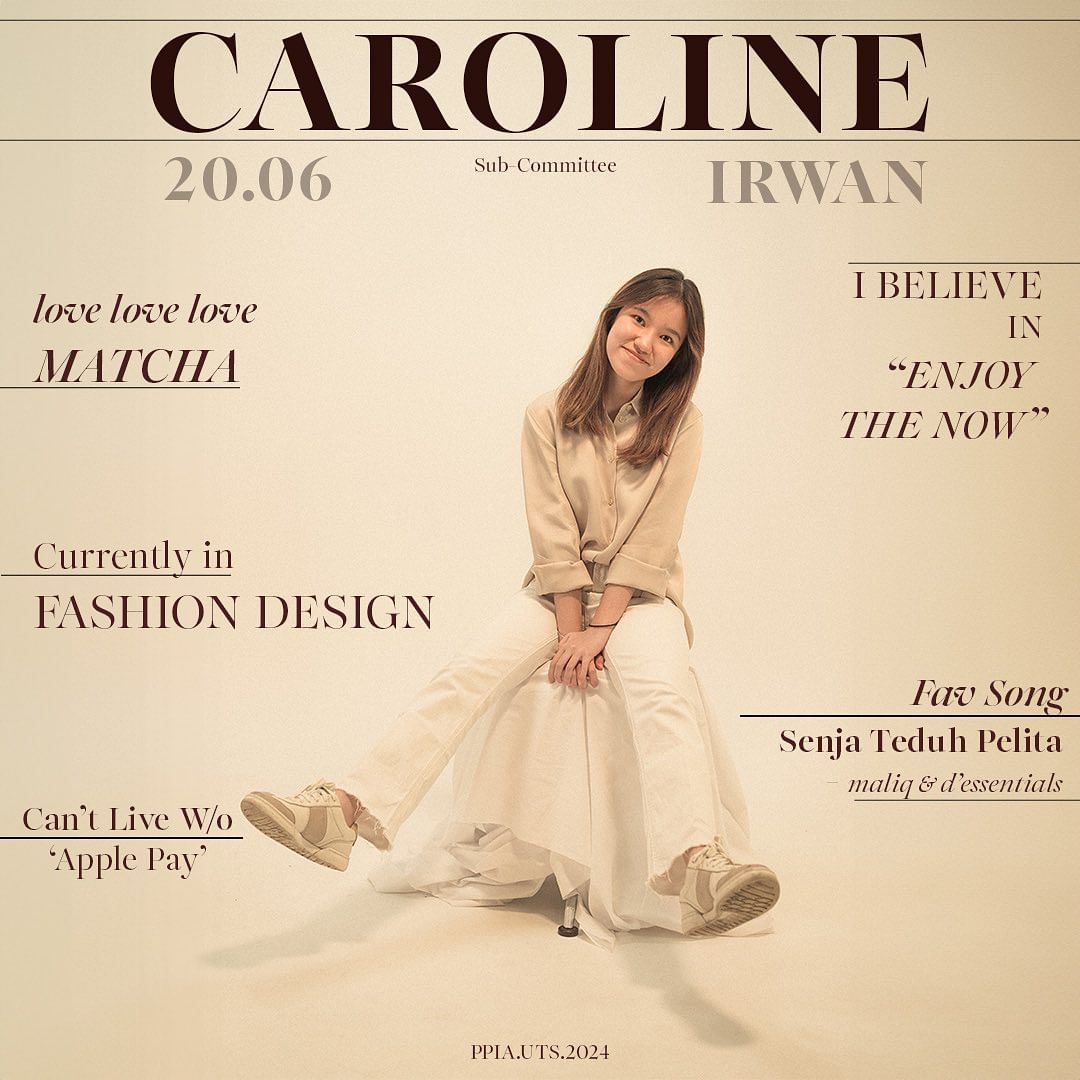 CAROLINE
20.06
Sub-Committee
IRWAN
love love love
MATCHA
I BELIEVE
IN
“ENJOY
THE NOW”
Currently in
FASHION DESIGN
Fav Song
Senja Teduh Pelita
– maliq & d’essentials
Can’t Live W/o
‘Apple Pay’
PPIA.UTS.2024